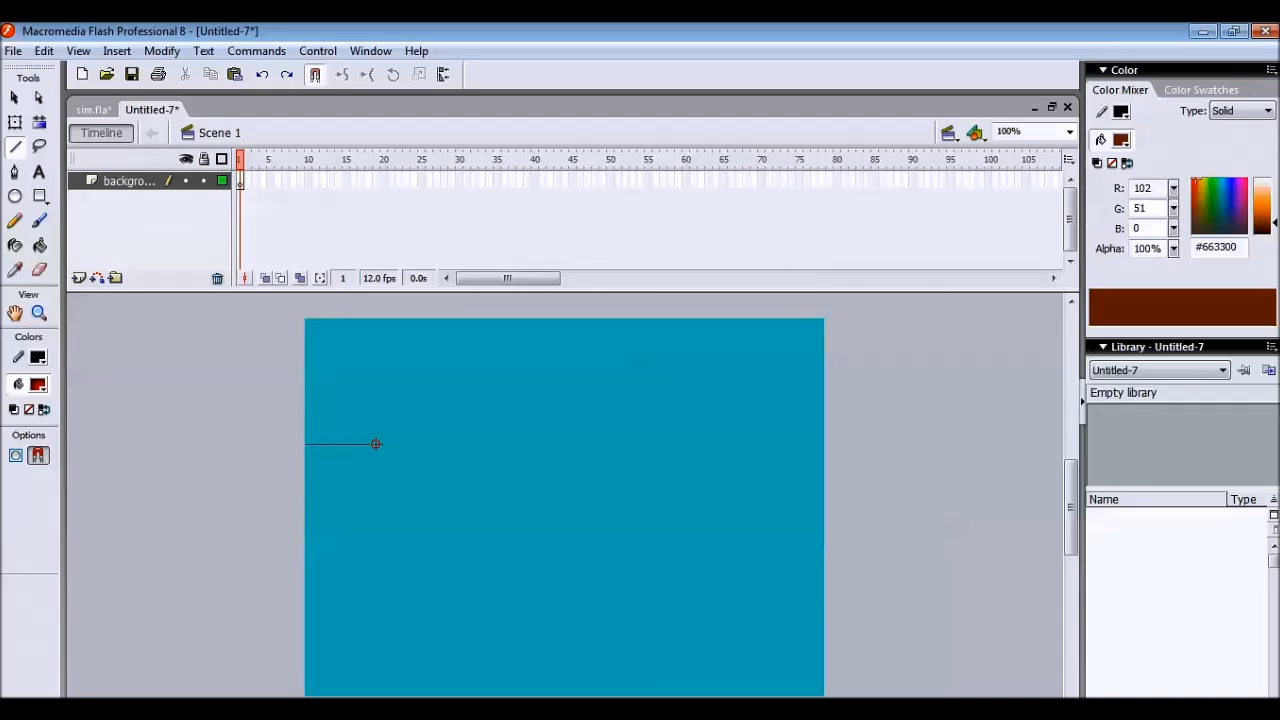 Macromedia Flash Professional 8 - [Untitled-7*]
File Edit View Insert Modify Text Commands Control Window Help
Tools
sim.fla* Untitled-7*
Timeline Scene 1 100%
1 5 10 15 20 25 30 35 40 45 50 55 60 65 70 75 80 85 90 95 100 105
backgro...
1 12.0 fps 0.0s
View
Colors
Options
Color
Color Mixer Color Swatches
Type: Solid
R: 102
G: 51
B: 0
Alpha: 100% #663300
Library - Untitled-7
Untitled-7
Empty library
Name Type